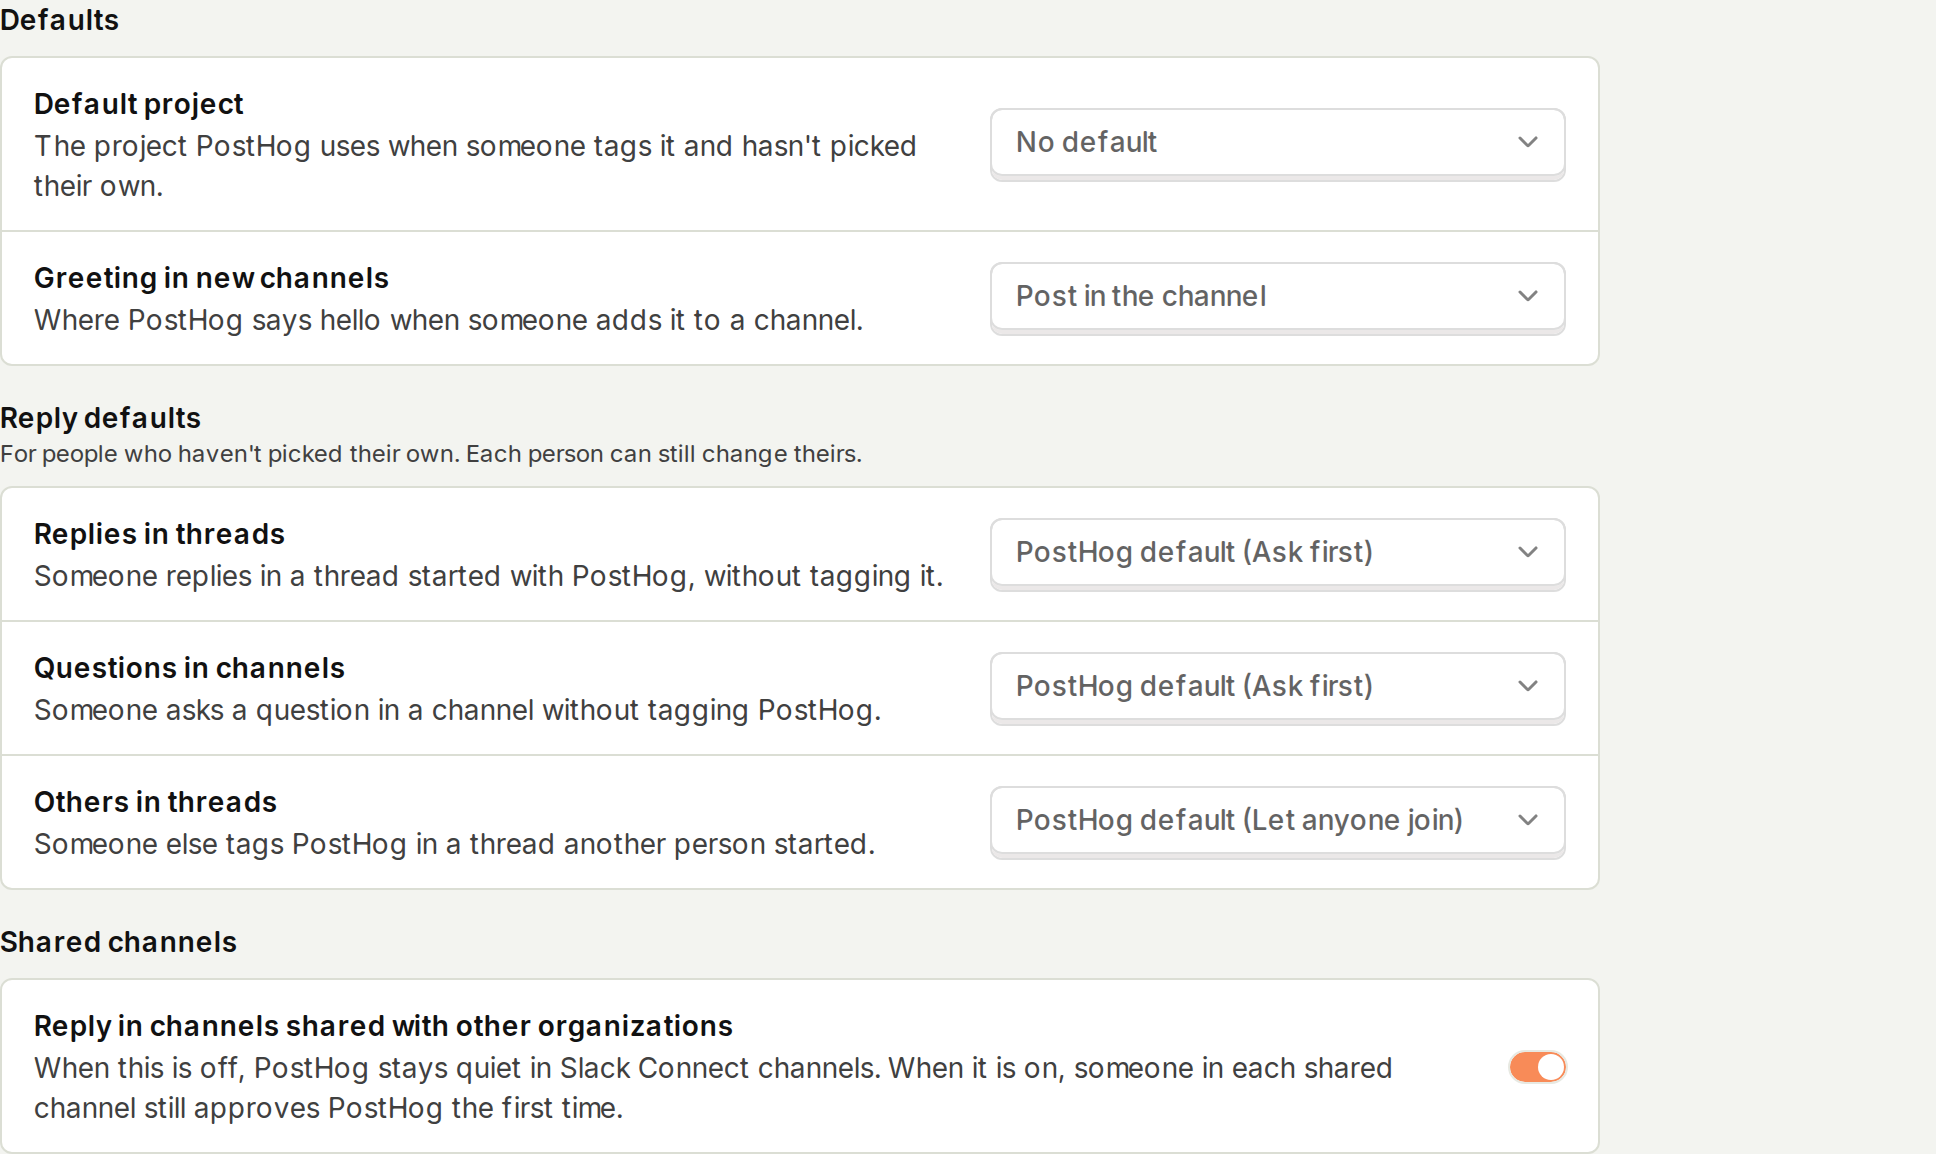 Defaults
Default project
The project PostHog uses when someone tags it and hasn't picked
their own.
No default
Greeting in new channels
Where PostHog says hello when someone adds it to a channel.
Post in the channel
Reply defaults
For people who haven't picked their own. Each person can still change theirs.
Replies in threads
Someone replies in a thread started with PostHog, without tagging it.
PostHog default (Ask first)
Questions in channels
Someone asks a question in a channel without tagging PostHog.
PostHog default (Ask first)
Others in threads
Someone else tags PostHog in a thread another person started.
PostHog default (Let anyone join)
Shared channels
Reply in channels shared with other organizations
When this is off, PostHog stays quiet in Slack Connect channels. When it is on, someone in each shared
channel still approves PostHog the first time.